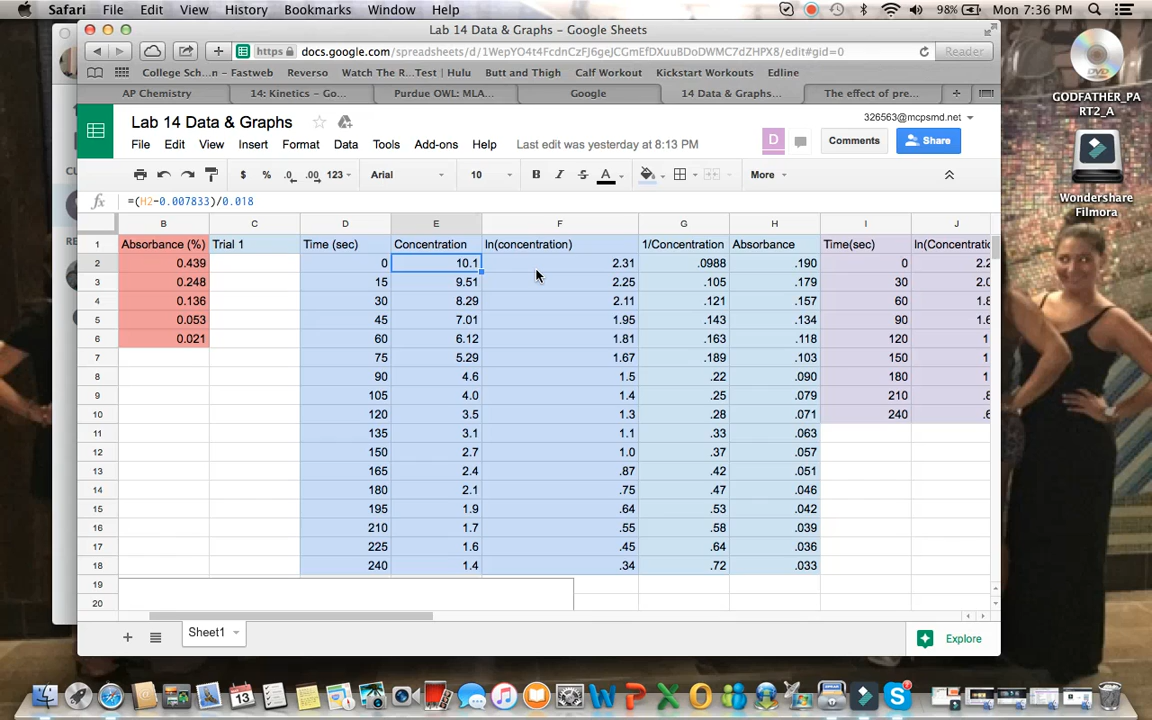 Safari File Edit View History Bookmarks Window Help 98% Mon 7:36 PM
Lab 14 Data & Graphs — Google Sheets
https docs.google.com/spreadsheets/d/1WepYO4t4FcdnCzFJ6geJCGmEfDXuuBDoDWMC7dZHPX8/edit#gid=0 Reader
College Sch...n - Fastweb Reverso Watch The R...Test | Hulu Butt and Thigh Calf Workout Kickstart Workouts Edline
AP Chemistry 14: Kinetics – Go... Purdue OWL: MLA... Google 14 Data & Graphs... The effect of pre...
GODFATHER_PA
RT2_A
Wondershare
Filmora
326563@mcpsmd.net
Lab 14 Data & Graphs
D Comments Share
File Edit View Insert Format Data Tools Add-ons Help Last edit was yesterday at 8:13 PM
$ % .0 .00 123 Arial 10 B I S A More
fx =(H2-0.007833)/0.018
B C D E F G H I J
1 Absorbance (%) Trial 1 Time (sec) Concentration ln(concentration) 1/Concentration Absorbance Time(sec) ln(Concentratio
2 0.439 0 10.1 2.31 .0988 .190 0 2.2
3 0.248 15 9.51 2.25 .105 .179 30 2.0
4 0.136 30 8.29 2.11 .121 .157 60 1.8
5 0.053 45 7.01 1.95 .143 .134 90 1.6
6 0.021 60 6.12 1.81 .163 .118 120 1
7 75 5.29 1.67 .189 .103 150 1
8 90 4.6 1.5 .22 .090 180 1
9 105 4.0 1.4 .25 .079 210 .8
10 120 3.5 1.3 .28 .071 240 .6
11 135 3.1 1.1 .33 .063
12 150 2.7 1.0 .37 .057
13 165 2.4 .87 .42 .051
14 180 2.1 .75 .47 .046
15 195 1.9 .64 .53 .042
16 210 1.7 .55 .58 .039
17 225 1.6 .45 .64 .036
18 240 1.4 .34 .72 .033
19
20
Sheet1 Explore